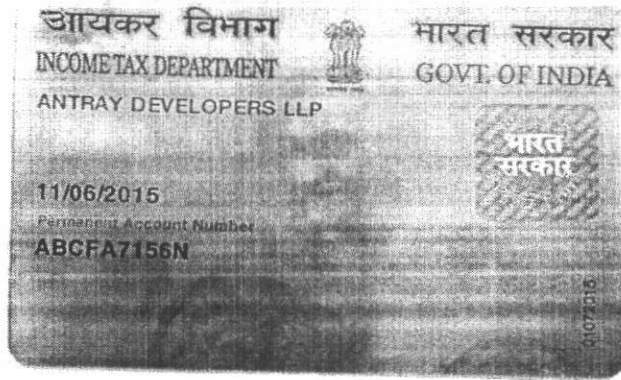 आयकर विभाग
INCOME TAX DEPARTMENT
भारत सरकार
GOVT. OF INDIA
ANTRAY DEVELOPERS LLP
भारत
सरकार
11/06/2015
Permanent Account Number
ABCFA7156N
01072015